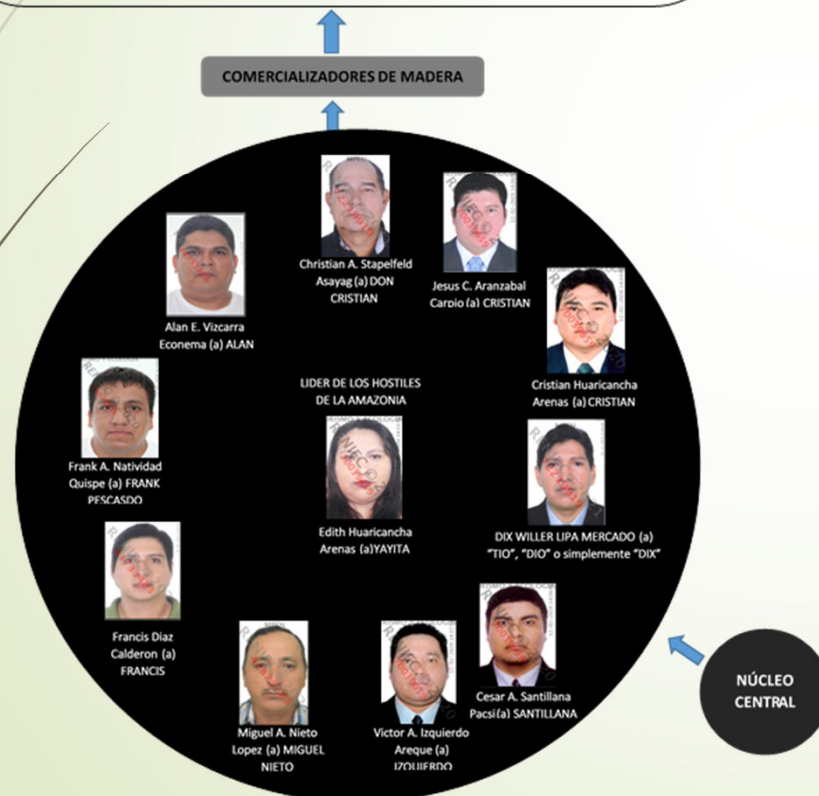 COMERCIALIZADORES DE MADERA
Christian A. Stapelfeld
Asayag (a) DON
CRISTIAN
Jesus C. Aranzabal
Carpio (a) CRISTIAN
Alan E. Vizcarra
Econema (a) ALAN
Cristian Huaricancha
Arenas (a) CRISTIAN
LIDER DE LOS HOSTILES
DE LA AMAZONIA
Frank A. Natividad
Quispe (a) FRANK
PESCASDO
Edith Huaricancha
Arenas (a)YAYITA
DIX WILLER LIPA MERCADO (a)
"TIO", "DIO" o simplemente "DIX"
Francis Diaz
Calderon (a)
FRANCIS
Cesar A. Santillana
Pacsi(a) SANTILLANA
Miguel A. Nieto
Lopez (a) MIGUEL
NIETO
Victor A. Izquierdo
Areque (a)
IZQUIERDO
NÚCLEO
CENTRAL